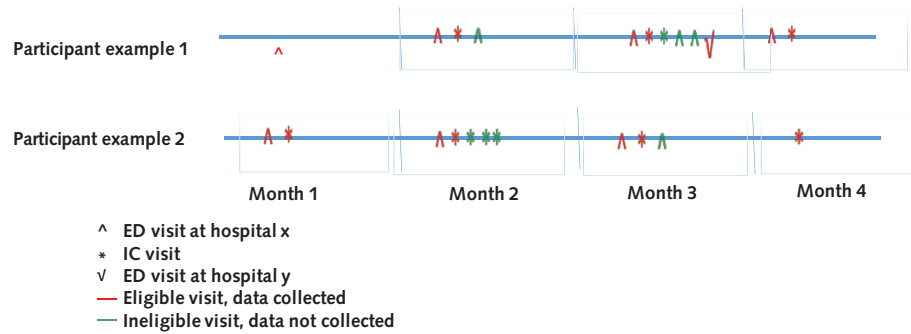 Participant example 1
Participant example 2
Month 1 Month 2 Month 3 Month 4
^ ED visit at hospital x
* IC visit
√ ED visit at hospital y
Eligible visit, data collected
Ineligible visit, data not collected